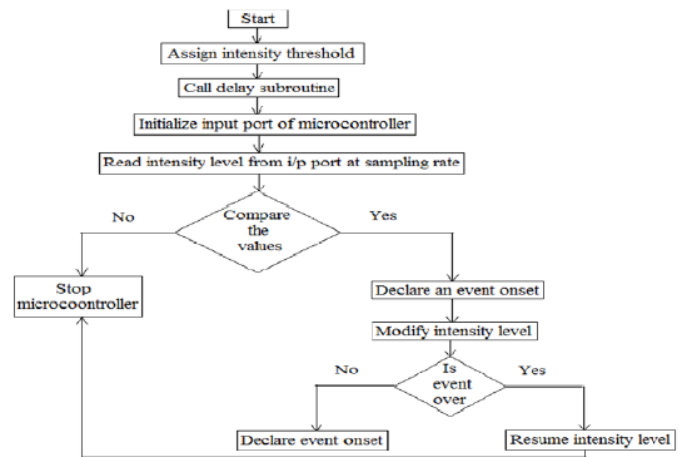 Start
Assign intensity threshold
Call delay subroutine
Initialize input port of microcontroller
Read intensity level from i/p port at sampling rate
No
Compare
the
values
Yes
Stop
microcoontroller
Declare an event onset
Modify intensity level
No
Is
event
over
Yes
Declare event onset
Resume intensity level